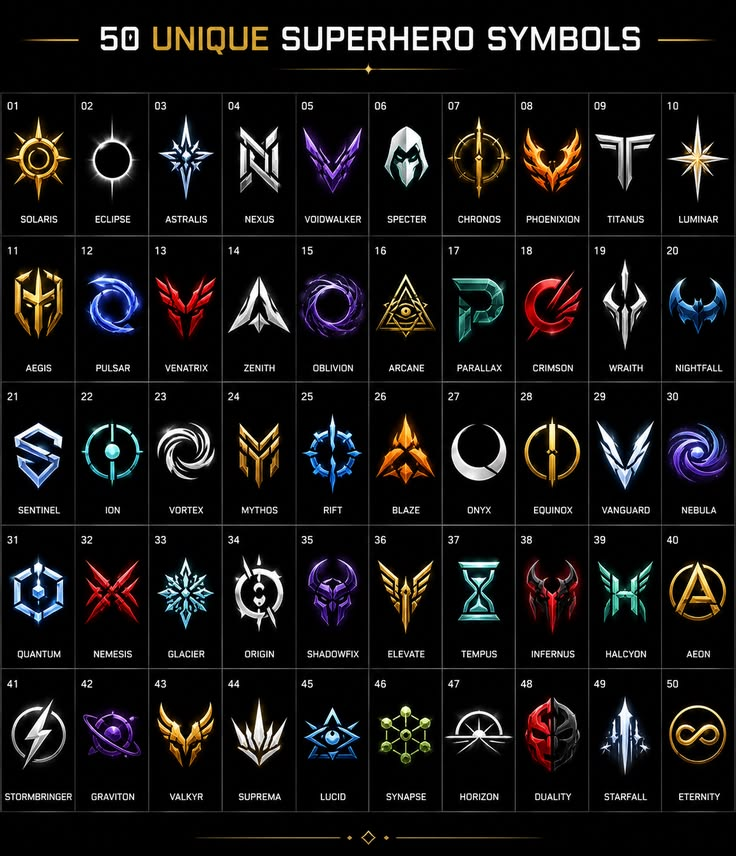 50 UNIQUE SUPERHERO SYMBOLS
01 02 03 04 05 06 07 08 09 10
SOLARIS ECLIPSE ASTRALIS NEXUS VOIDWALKER SPECTER CHRONOS PHOENIXION TITANUS LUMINAR
11 12 13 14 15 16 17 18 19 20
AEGIS PULSAR VENATRIX ZENITH OBLIVION ARCANE PARALLAX CRIMSON WRAITH NIGHTFALL
21 22 23 24 25 26 27 28 29 30
SENTINEL ION VORTEX MYTHOS RIFT BLAZE ONYX EQUINOX VANGUARD NEBULA
31 32 33 34 35 36 37 38 39 40
QUANTUM NEMESIS GLACIER ORIGIN SHADOWFIX ELEVATE TEMPUS INFERNUS HALCYON AEON
41 42 43 44 45 46 47 48 49 50
STORMBRINGER GRAVITON VALKYR SUPREMA LUCID SYNAPSE HORIZON DUALITY STARFALL ETERNITY